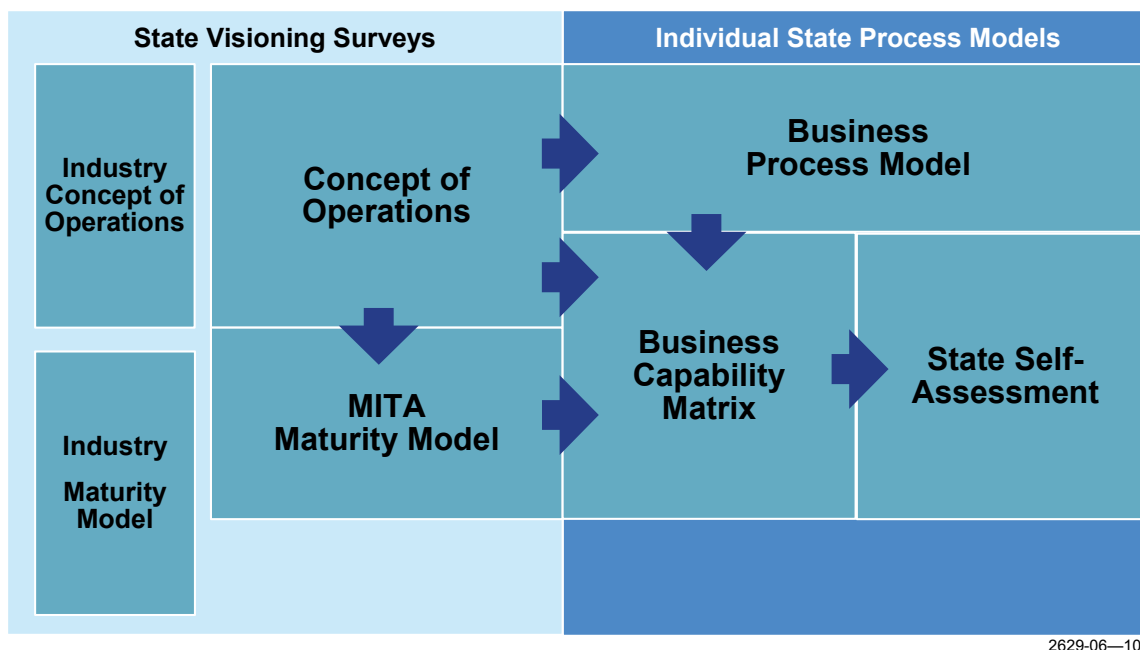 State Visioning Surveys
Individual State Process Models
Industry
Concept of
Operations
Concept of
Operations
Business
Process Model
Industry
Maturity
Model
MITA
Maturity Model
Business
Capability
Matrix
State Self-
Assessment
2629-06—10